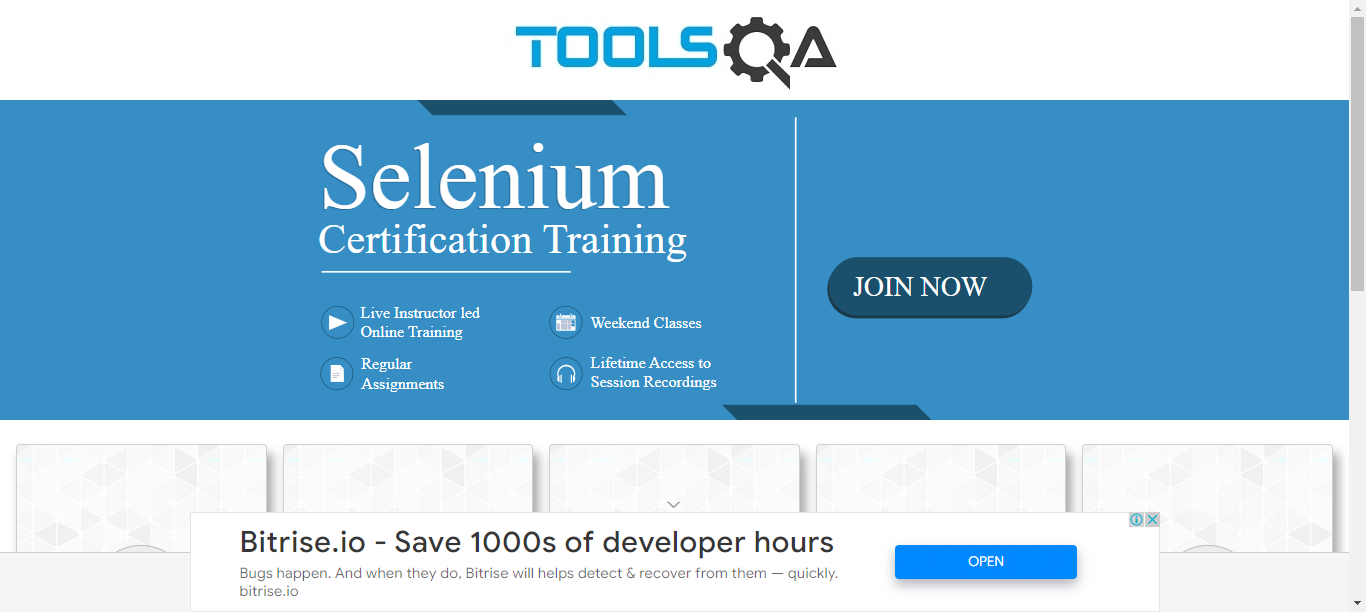 TOOLSQA
Selenium
Certification Training
Live Instructor led
Online Training
Weekend Classes
Regular
Assignments
Lifetime Access to
Session Recordings
JOIN NOW
Bitrise.io - Save 1000s of developer hours
Bugs happen. And when they do, Bitrise will helps detect & recover from them — quickly.
bitrise.io
OPEN